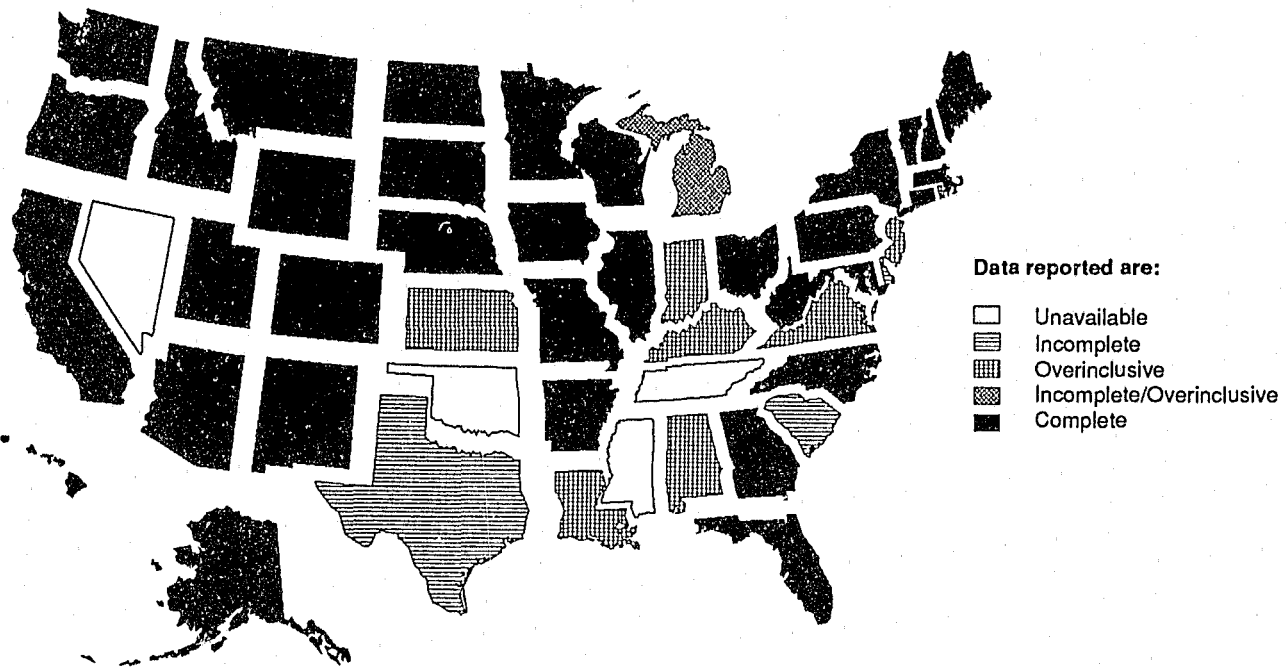 Data reported are:
Unavailable
Incomplete
Overinclusive
Incomplete/Overinclusive
Complete